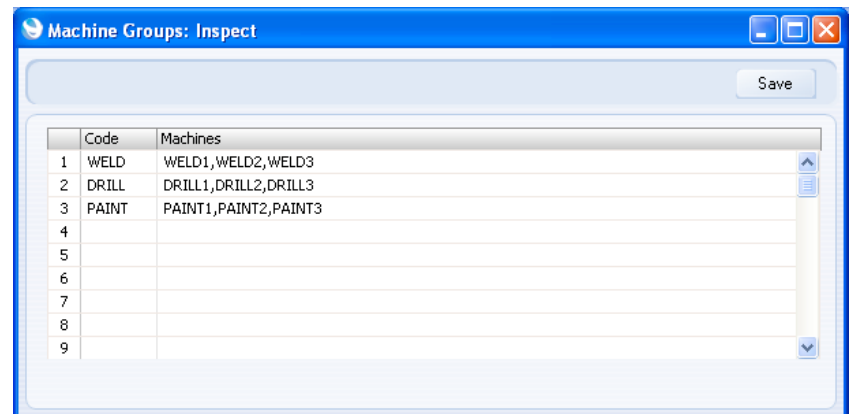 Machine Groups: Inspect
Save
Code Machines
1 WELD WELD1,WELD2,WELD3
2 DRILL DRILL1,DRILL2,DRILL3
3 PAINT PAINT1,PAINT2,PAINT3
4
5
6
7
8
9